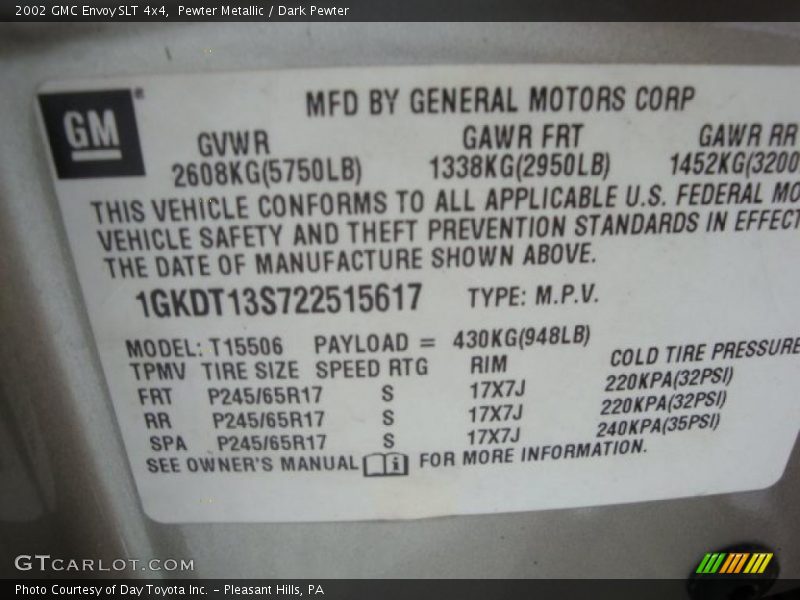 2002 GMC Envoy SLT 4x4, Pewter Metallic / Dark Pewter
GM®
MFD BY GENERAL MOTORS CORP
GVWR GAWR FRT GAWR RR
2608KG(5750LB) 1338KG(2950LB) 1452KG(3200
THIS VEHICLE CONFORMS TO ALL APPLICABLE U.S. FEDERAL MO
VEHICLE SAFETY AND THEFT PREVENTION STANDARDS IN EFFECT
THE DATE OF MANUFACTURE SHOWN ABOVE.
1GKDT13S722515617 TYPE: M.P.V.
MODEL: T15506 PAYLOAD = 430KG(948LB)
TPMV TIRE SIZE SPEED RTG RIM COLD TIRE PRESSURE
FRT P245/65R17 S 17X7J 220KPA(32PSI)
RR P245/65R17 S 17X7J 220KPA(32PSI)
SPA P245/65R17 S 17X7J 240KPA(35PSI)
SEE OWNER'S MANUAL i FOR MORE INFORMATION.
GTCARLOT.COM
Photo Courtesy of Day Toyota Inc. - Pleasant Hills, PA